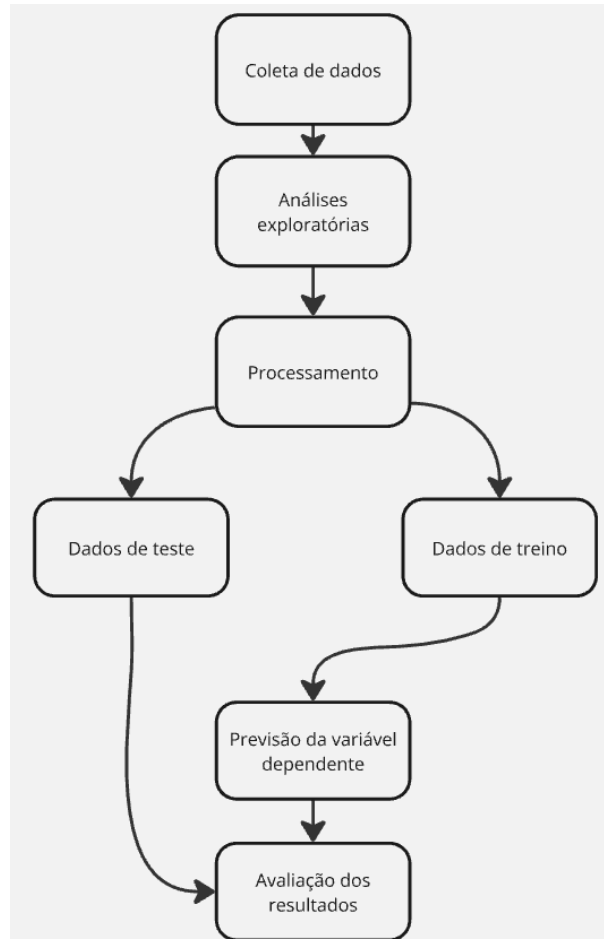 Coleta de dados
Análises
exploratórias
Processamento
Dados de teste
Dados de treino
Previsão da variável
dependente
Avaliação dos
resultados